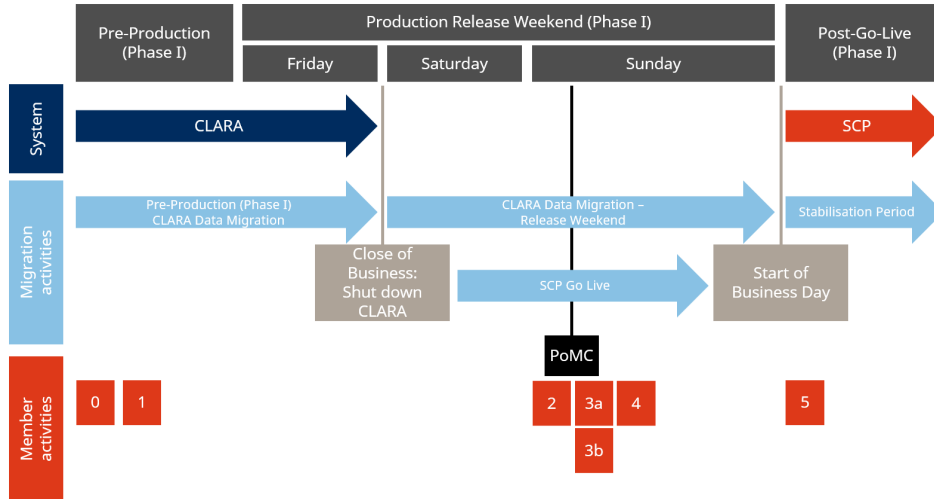 Pre-Production
(Phase I)
Production Release Weekend (Phase I)
Post-Go-Live
(Phase I)
Friday
Saturday
Sunday
System
CLARA
SCP
Migration
activities
Pre-Production (Phase I)
CLARA Data Migration
CLARA Data Migration –
Release Weekend
Stabilisation Period
Close of
Business:
Shut down
CLARA
SCP Go Live
Start of
Business Day
PoMC
Member
activities
0
1
2
3a
4
5
3b